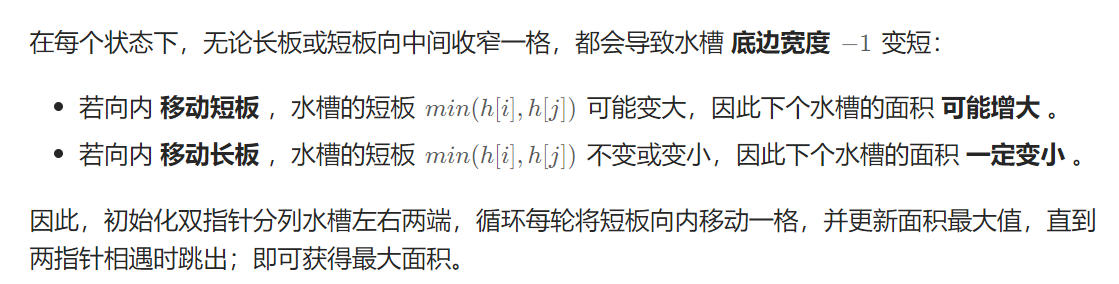 在每个状态下，无论长板或短板向中间收窄一格，都会导致水槽 底边宽度 −1 变短：
• 若向内 移动短板 ，水槽的短板 min(h[i], h[j]) 可能变大，因此下个水槽的面积 可能增大 。
• 若向内 移动长板 ，水槽的短板 min(h[i], h[j]) 不变或变小，因此下个水槽的面积 一定变小 。
因此，初始化双指针分列水槽左右两端，循环每轮将短板向内移动一格，并更新面积最大值，直到
两指针相遇时跳出；即可获得最大面积。